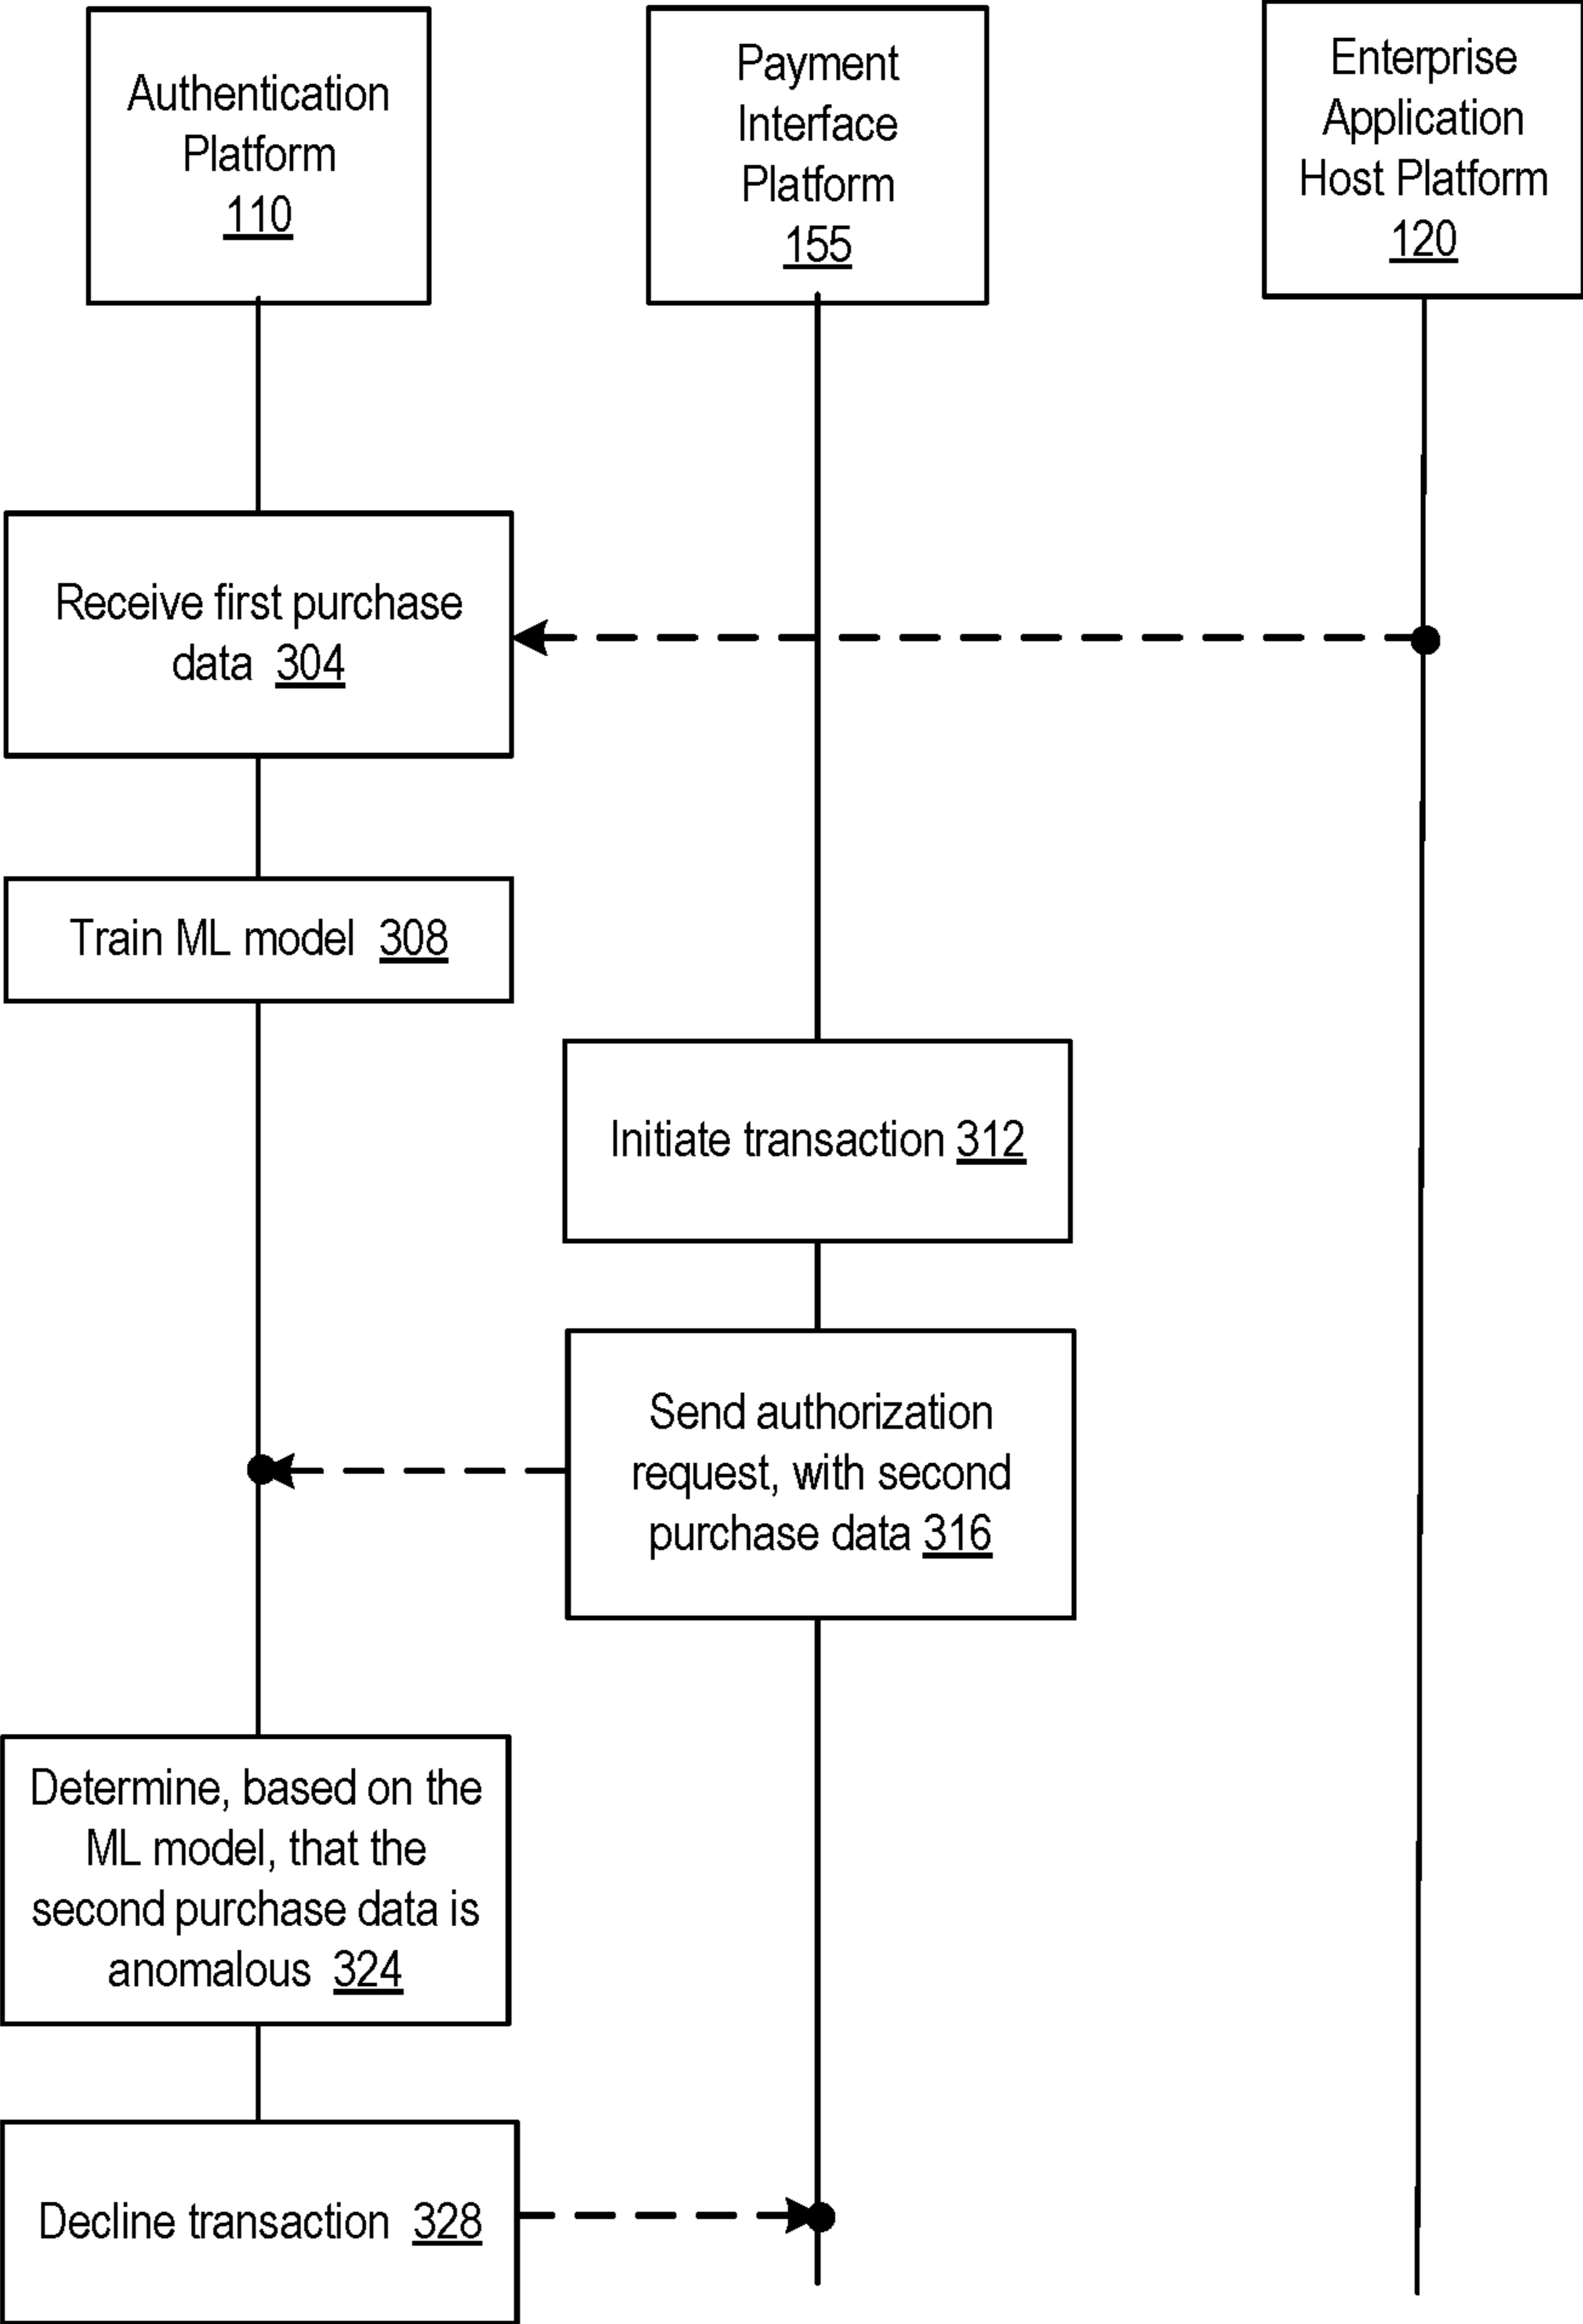 Authentication
Platform
110
Payment
Interface
Platform
155
Enterprise
Application
Host Platform
120
Receive first purchase
data 304
Train ML model 308
Initiate transaction 312
Send authorization
request, with second
purchase data 316
Determine, based on the
ML model, that the
second purchase data is
anomalous 324
Decline transaction 328